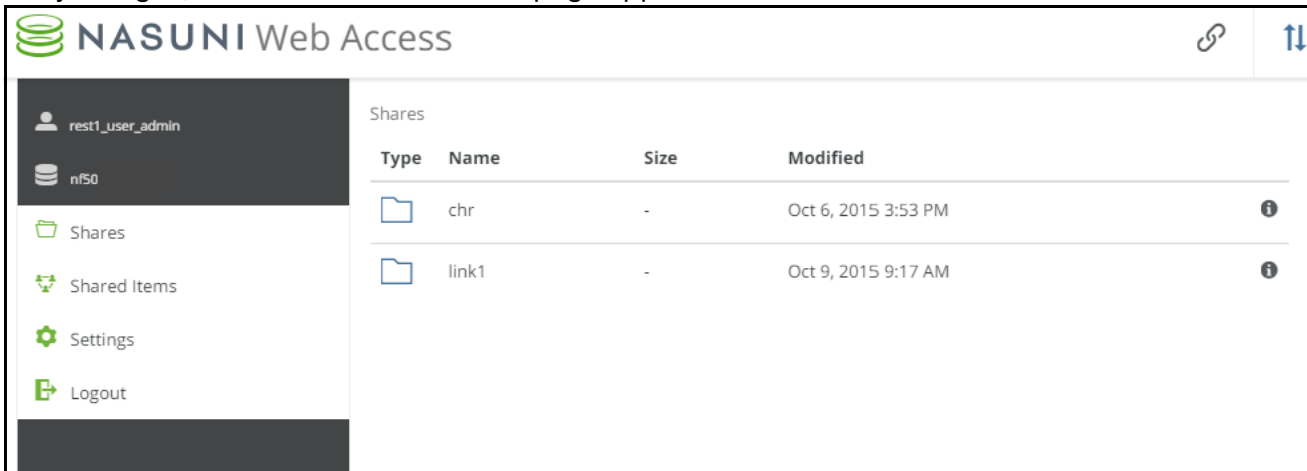 NASUNI Web Access
rest1_user_admin
nf50
Shares
Shared Items
Settings
Logout
Shares
Type Name Size Modified
chr - Oct 6, 2015 3:53 PM
link1 - Oct 9, 2015 9:17 AM